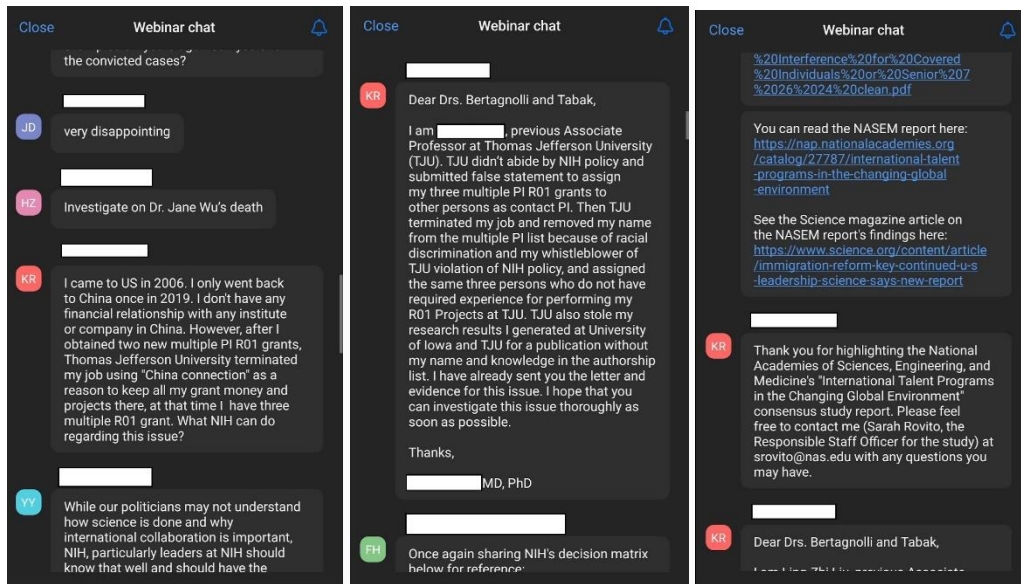 Close
Webinar chat
the convicted cases?
JD
very disappointing
HZ
Investigate on Dr. Jane Wu's death
KR
I came to US in 2006. I only went back
to China once in 2019. I don't have any
financial relationship with any institute
or company in China. However, after I
obtained two new multiple PI R01 grants,
Thomas Jefferson University terminated
my job using "China connection" as a
reason to keep all my grant money and
projects there, at that time I have three
multiple R01 grant. What NIH can do
regarding this issue?
YY
While our politicians may not understand
how science is done and why
international collaboration is important,
NIH, particularly leaders at NIH should
know that well and should have the
Close
Webinar chat
KR
Dear Drs. Bertagnolli and Tabak,
I am , previous Associate
Professor at Thomas Jefferson University
(TJU). TJU didn't abide by NIH policy and
submitted false statement to assign
my three multiple PI R01 grants to
other persons as contact PI. Then TJU
terminated my job and removed my name
from the multiple PI list because of racial
discrimination and my whistleblower of
TJU violation of NIH policy, and assigned
the same three persons who do not have
required experience for performing my
R01 Projects at TJU. TJU also stole my
research results I generated at University
of Iowa and TJU for a publication without
my name and knowledge in the authorship
list. I have already sent you the letter and
evidence for this issue. I hope that you
can investigate this issue thoroughly as
soon as possible.
Thanks,
MD, PhD
FH
Once again sharing NIH's decision matrix
below for reference:
Close
Webinar chat
%20Interference%20for%20Covered
%20Individuals%20or%20Senior%207
%2026%2024%20clean.pdf
You can read the NASEM report here:
https://nap.nationalacademies.org
/catalog/27787/international-talent
-programs-in-the-changing-global
-environment
See the Science magazine article on
the NASEM report's findings here:
https://www.science.org/content/article
/immigration-reform-key-continued-u-s
-leadership-science-says-new-report
KR
Thank you for highlighting the National
Academies of Sciences, Engineering, and
Medicine's "International Talent Programs
in the Changing Global Environment"
consensus study report. Please feel
free to contact me (Sarah Rovito, the
Responsible Staff Officer for the study) at
srovito@nas.edu with any questions you
may have.
KR
Dear Drs. Bertagnolli and Tabak,